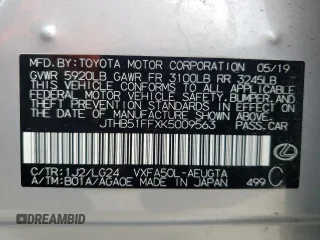 MFD.BY: TOYOTA MOTOR CORPORATION 05/19
GVWR 5920LB GAWR FR 3100LB RR 3245LB
THIS VEHICLE CONFORMS TO ALL APPLICABLE
FEDERAL MOTOR VEHICLE SAFETY, BUMPER, AND
THEFT PREVENTION STANDARDS IN EFFECT ON THE
DATE OF MANUFACTURE SHOWN ABOVE.
JTHB51FFXK5009563
PASS. CAR
C/TR: 1J2/LG24 VXFA50L-AEUGTA
A/TM: B01A/AGA0E MADE IN JAPAN 499 C
DREAMBID